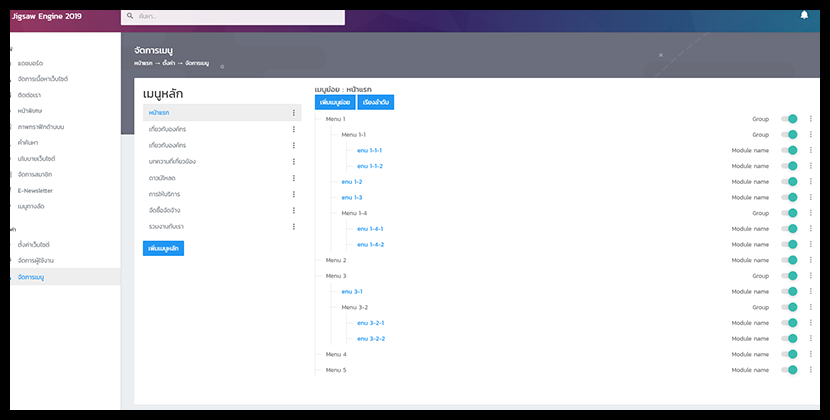 Jigsaw Engine 2019
ค้นหา...
จัดการเมนู
หน้าแรก → ตั้งค่า → จัดการเมนู
แดชบอร์ด
จัดการเนื้อหาเว็บไซต์
ติดต่อเรา
หน้าพิเศษ
ภาพกราฟิกด้านบน
คำค้นหา
นโยบายเว็บไซต์
จัดการสมาชิก
E-Newsletter
เมนูทางลัด
ตั้งค่าเว็บไซต์
จัดการผู้ใช้งาน
จัดการเมนู
เมนูหลัก
หน้าแรก
เกี่ยวกับองค์กร
เกี่ยวกับองค์กร
บทความที่เกี่ยวข้อง
ดาวน์โหลด
การให้บริการ
จัดซื้อจัดจ้าง
ร่วมงานกับเรา
เพิ่มเมนูหลัก
เมนูย่อย : หน้าแรก
เพิ่มเมนูย่อย เรียงลำดับ
Menu 1 Group
Menu 1-1 Group
enu 1-1-1 Module name
enu 1-1-2 Module name
enu 1-2 Module name
enu 1-3 Module name
Menu 1-4 Group
enu 1-4-1 Module name
enu 1-4-2 Module name
Menu 2 Module name
Menu 3 Group
enu 3-1 Module name
Menu 3-2 Group
enu 3-2-1 Module name
enu 3-2-2 Module name
Menu 4 Module name
Menu 5 Module name